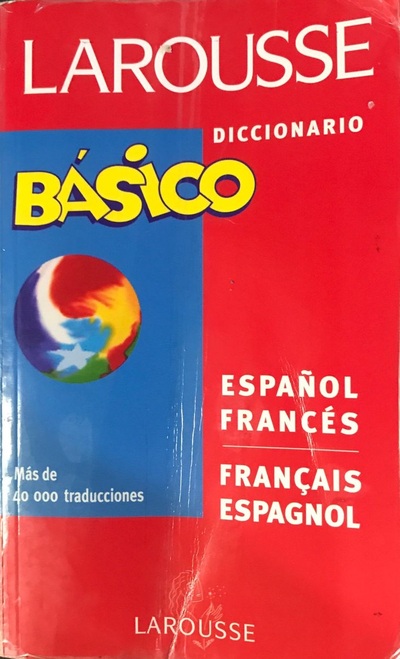 LAROUSSE
DICCIONARIO
BÁSICO
ESPAÑOL
FRANCÉS
FRANÇAIS
ESPAGNOL
Más de
40 000 traducciones
LAROUSSE